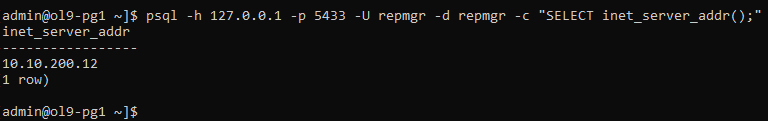 admin@ol9-pg1 ~]$ psql -h 127.0.0.1 -p 5433 -U repmgr -d repmgr -c "SELECT inet_server_addr();"
inet_server_addr
-----------------
10.10.200.12
1 row)
admin@ol9-pg1 ~]$